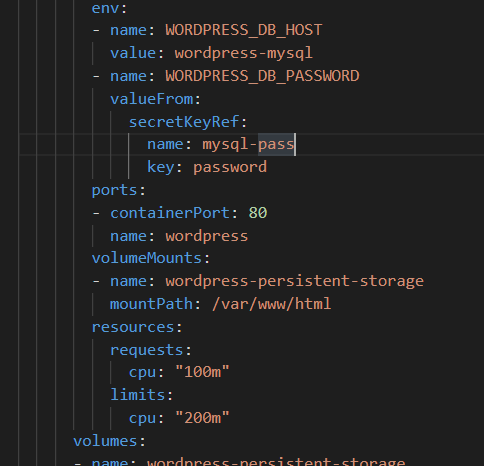 env:
- name: WORDPRESS_DB_HOST
value: wordpress-mysql
- name: WORDPRESS_DB_PASSWORD
valueFrom:
secretKeyRef:
name: mysql-pass
key: password
ports:
- containerPort: 80
name: wordpress
volumeMounts:
- name: wordpress-persistent-storage
mountPath: /var/www/html
resources:
requests:
cpu: "100m"
limits:
cpu: "200m"
volumes:
- name: wordpress-persistent-storage